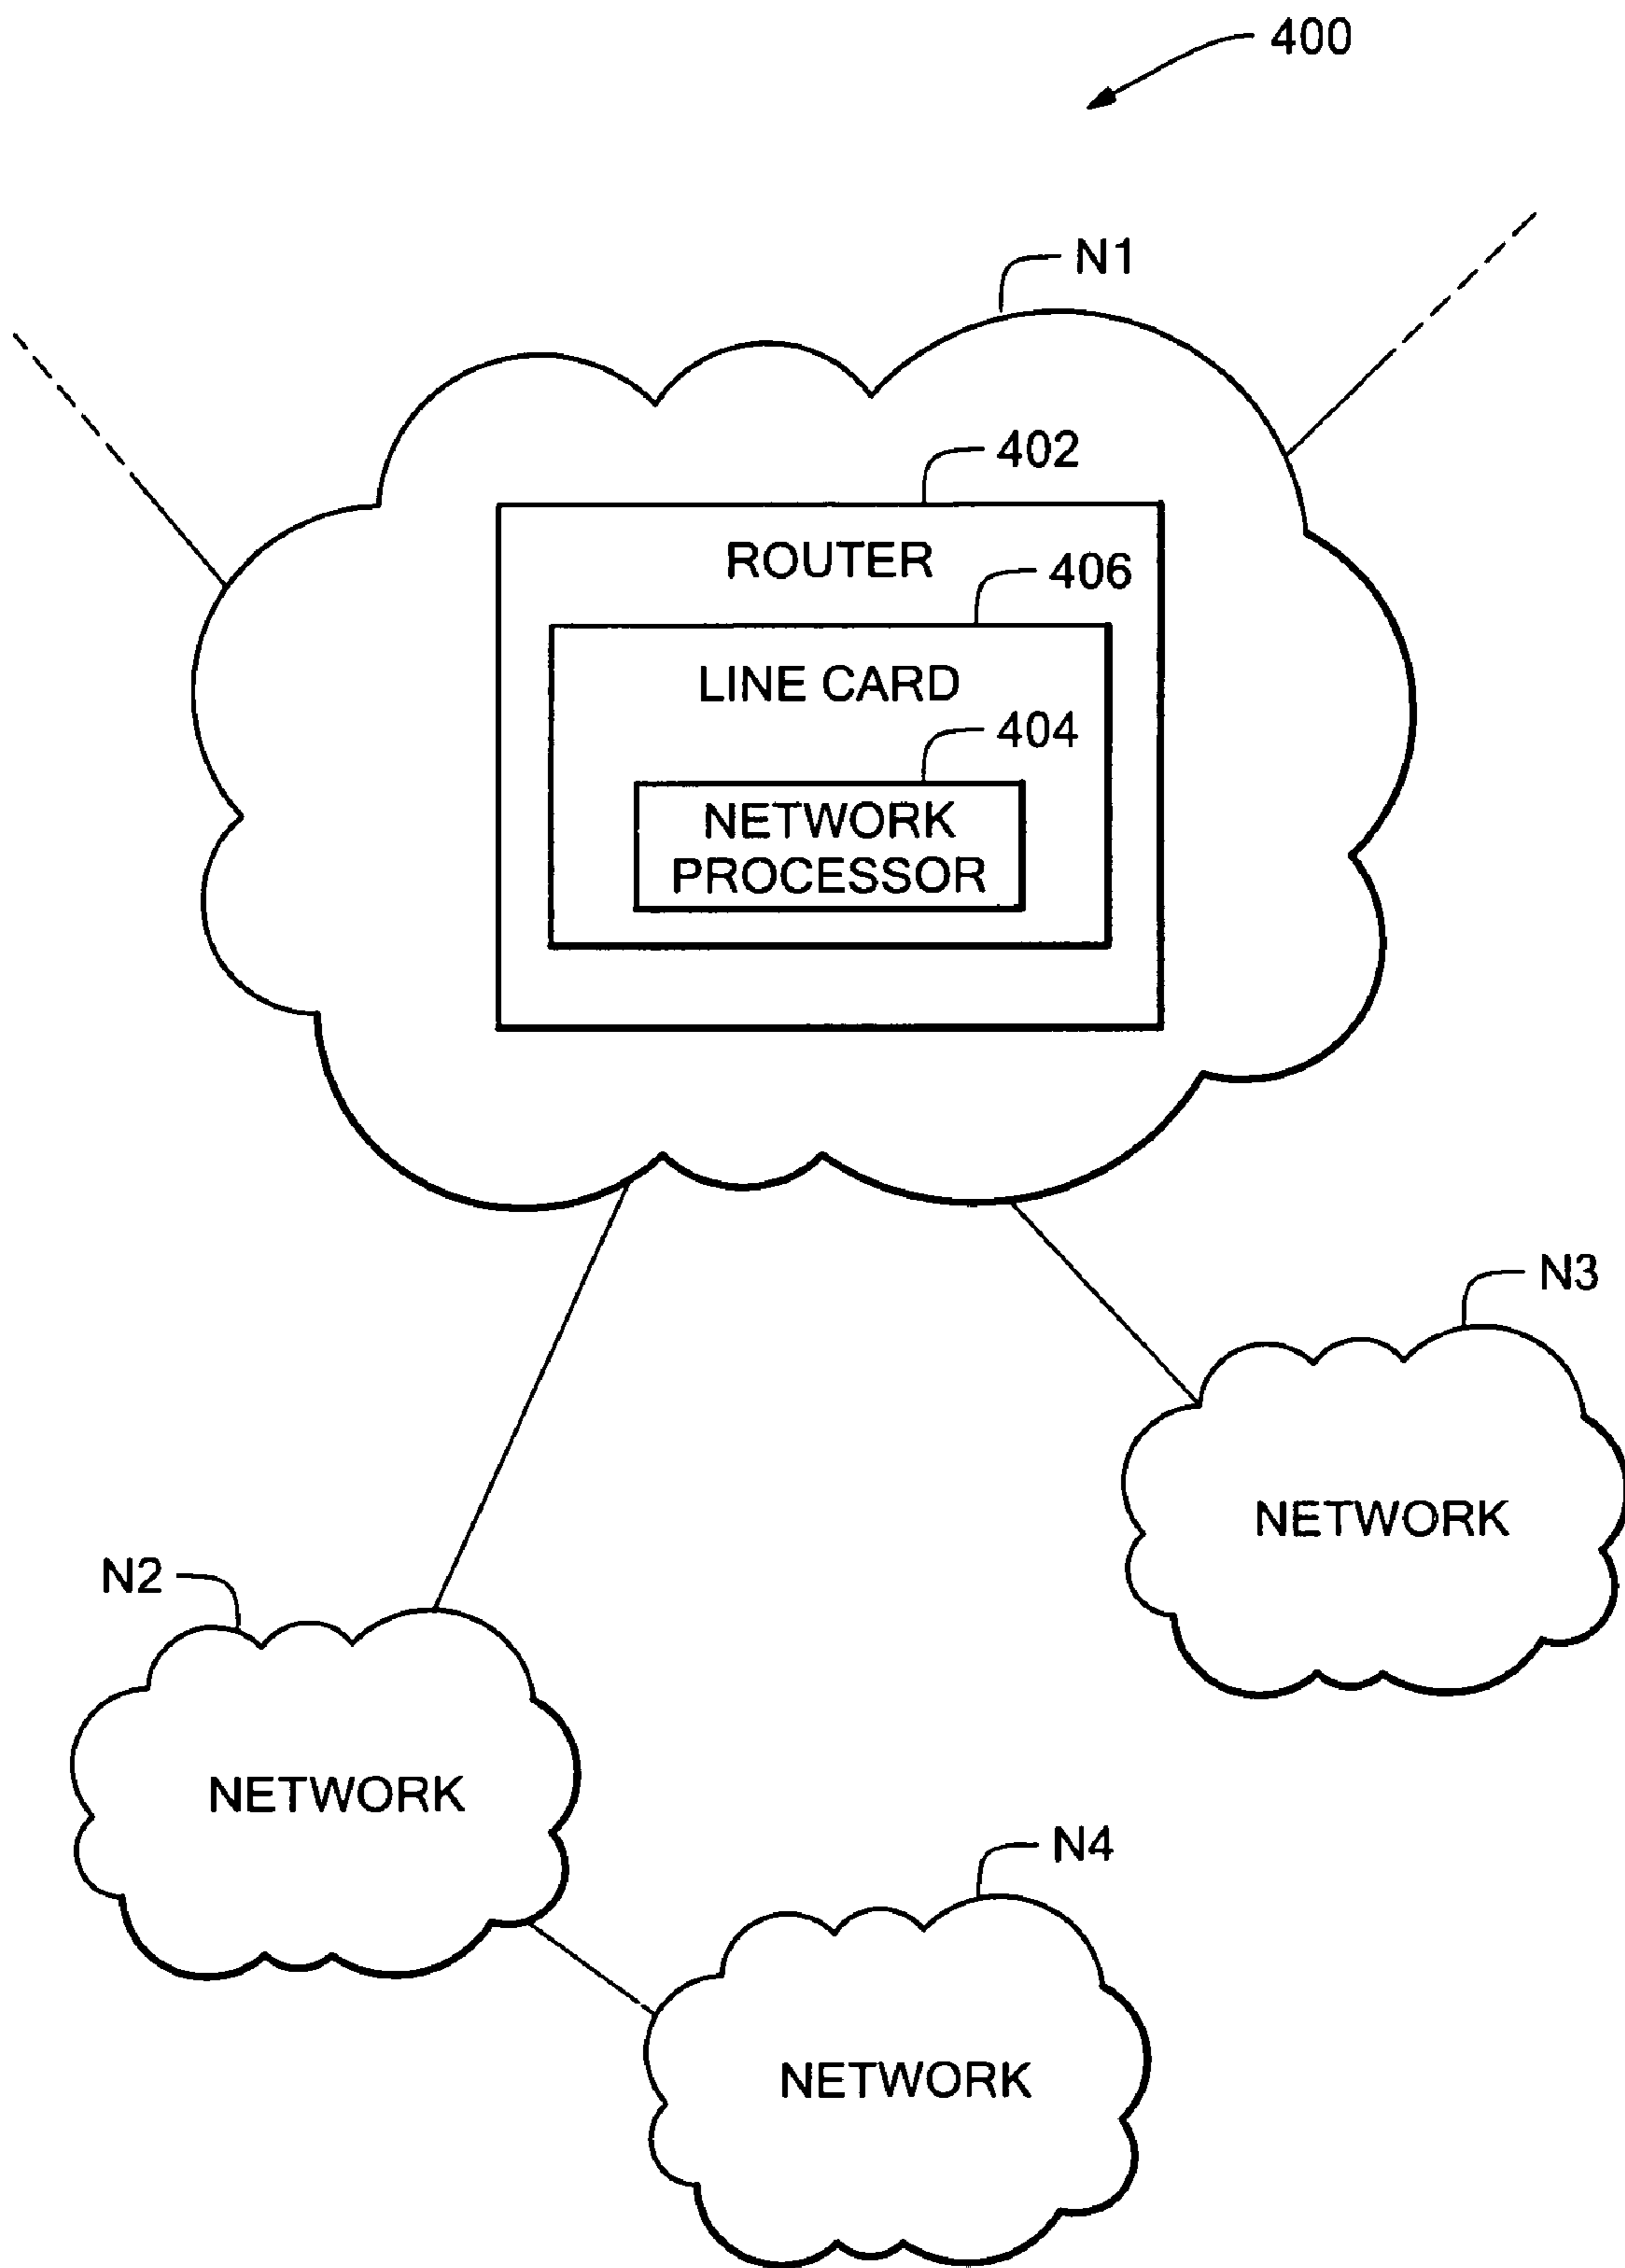 400
N1
402
ROUTER
406
LINE CARD
404
NETWORK
PROCESSOR
N3
NETWORK
N2
NETWORK
N4
NETWORK